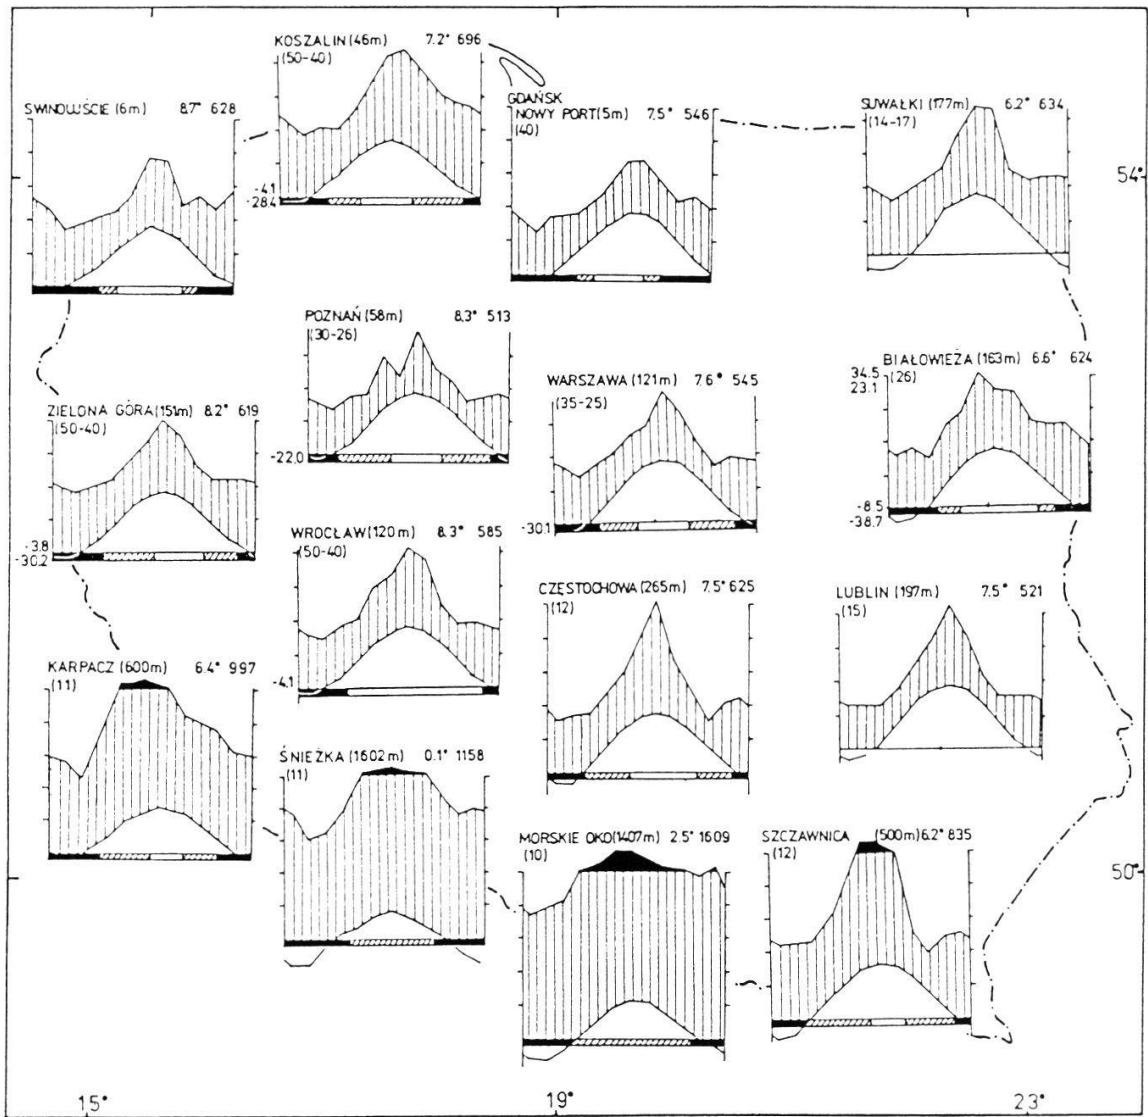 KOSZALIN (46m) 7.2° 696
(50-40)
-4.1
-28.4
SWINOUJŚCIE (6m) 8.7° 628
GDAŃSK
NOWY PORT(5m) 7.5° 546
(40)
SUWAŁKI (177m) 6.2° 634
(14-17)
54°
POZNAŃ (58m) 8.3° 513
(30-26)
-22.0
WARSZAWA (121m) 7.6° 545
(35-25)
-30.1
BIAŁOWIEŻA (163m) 6.6° 624
34.5 (26)
23.1
-8.5
-38.7
ZIELONA GÓRA(151m) 8.2° 619
(50-40)
-3.8
-30.2
WROCŁAW (120m) 8.3° 585
(50-40)
-4.1
CZĘSTOCHOWA (265m) 7.5° 625
(12)
LUBLIN (197m) 7.5° 521
(15)
KARPACZ (600m) 6.4° 997
(11)
ŚNIEŻKA (1602m) 0.1° 1158
(11)
MORSKIE OKO(1407m) 2.5° 1609
(10)
SZCZAWNICA (500m) 6.2° 835
(12)
50°
15° 19° 23°